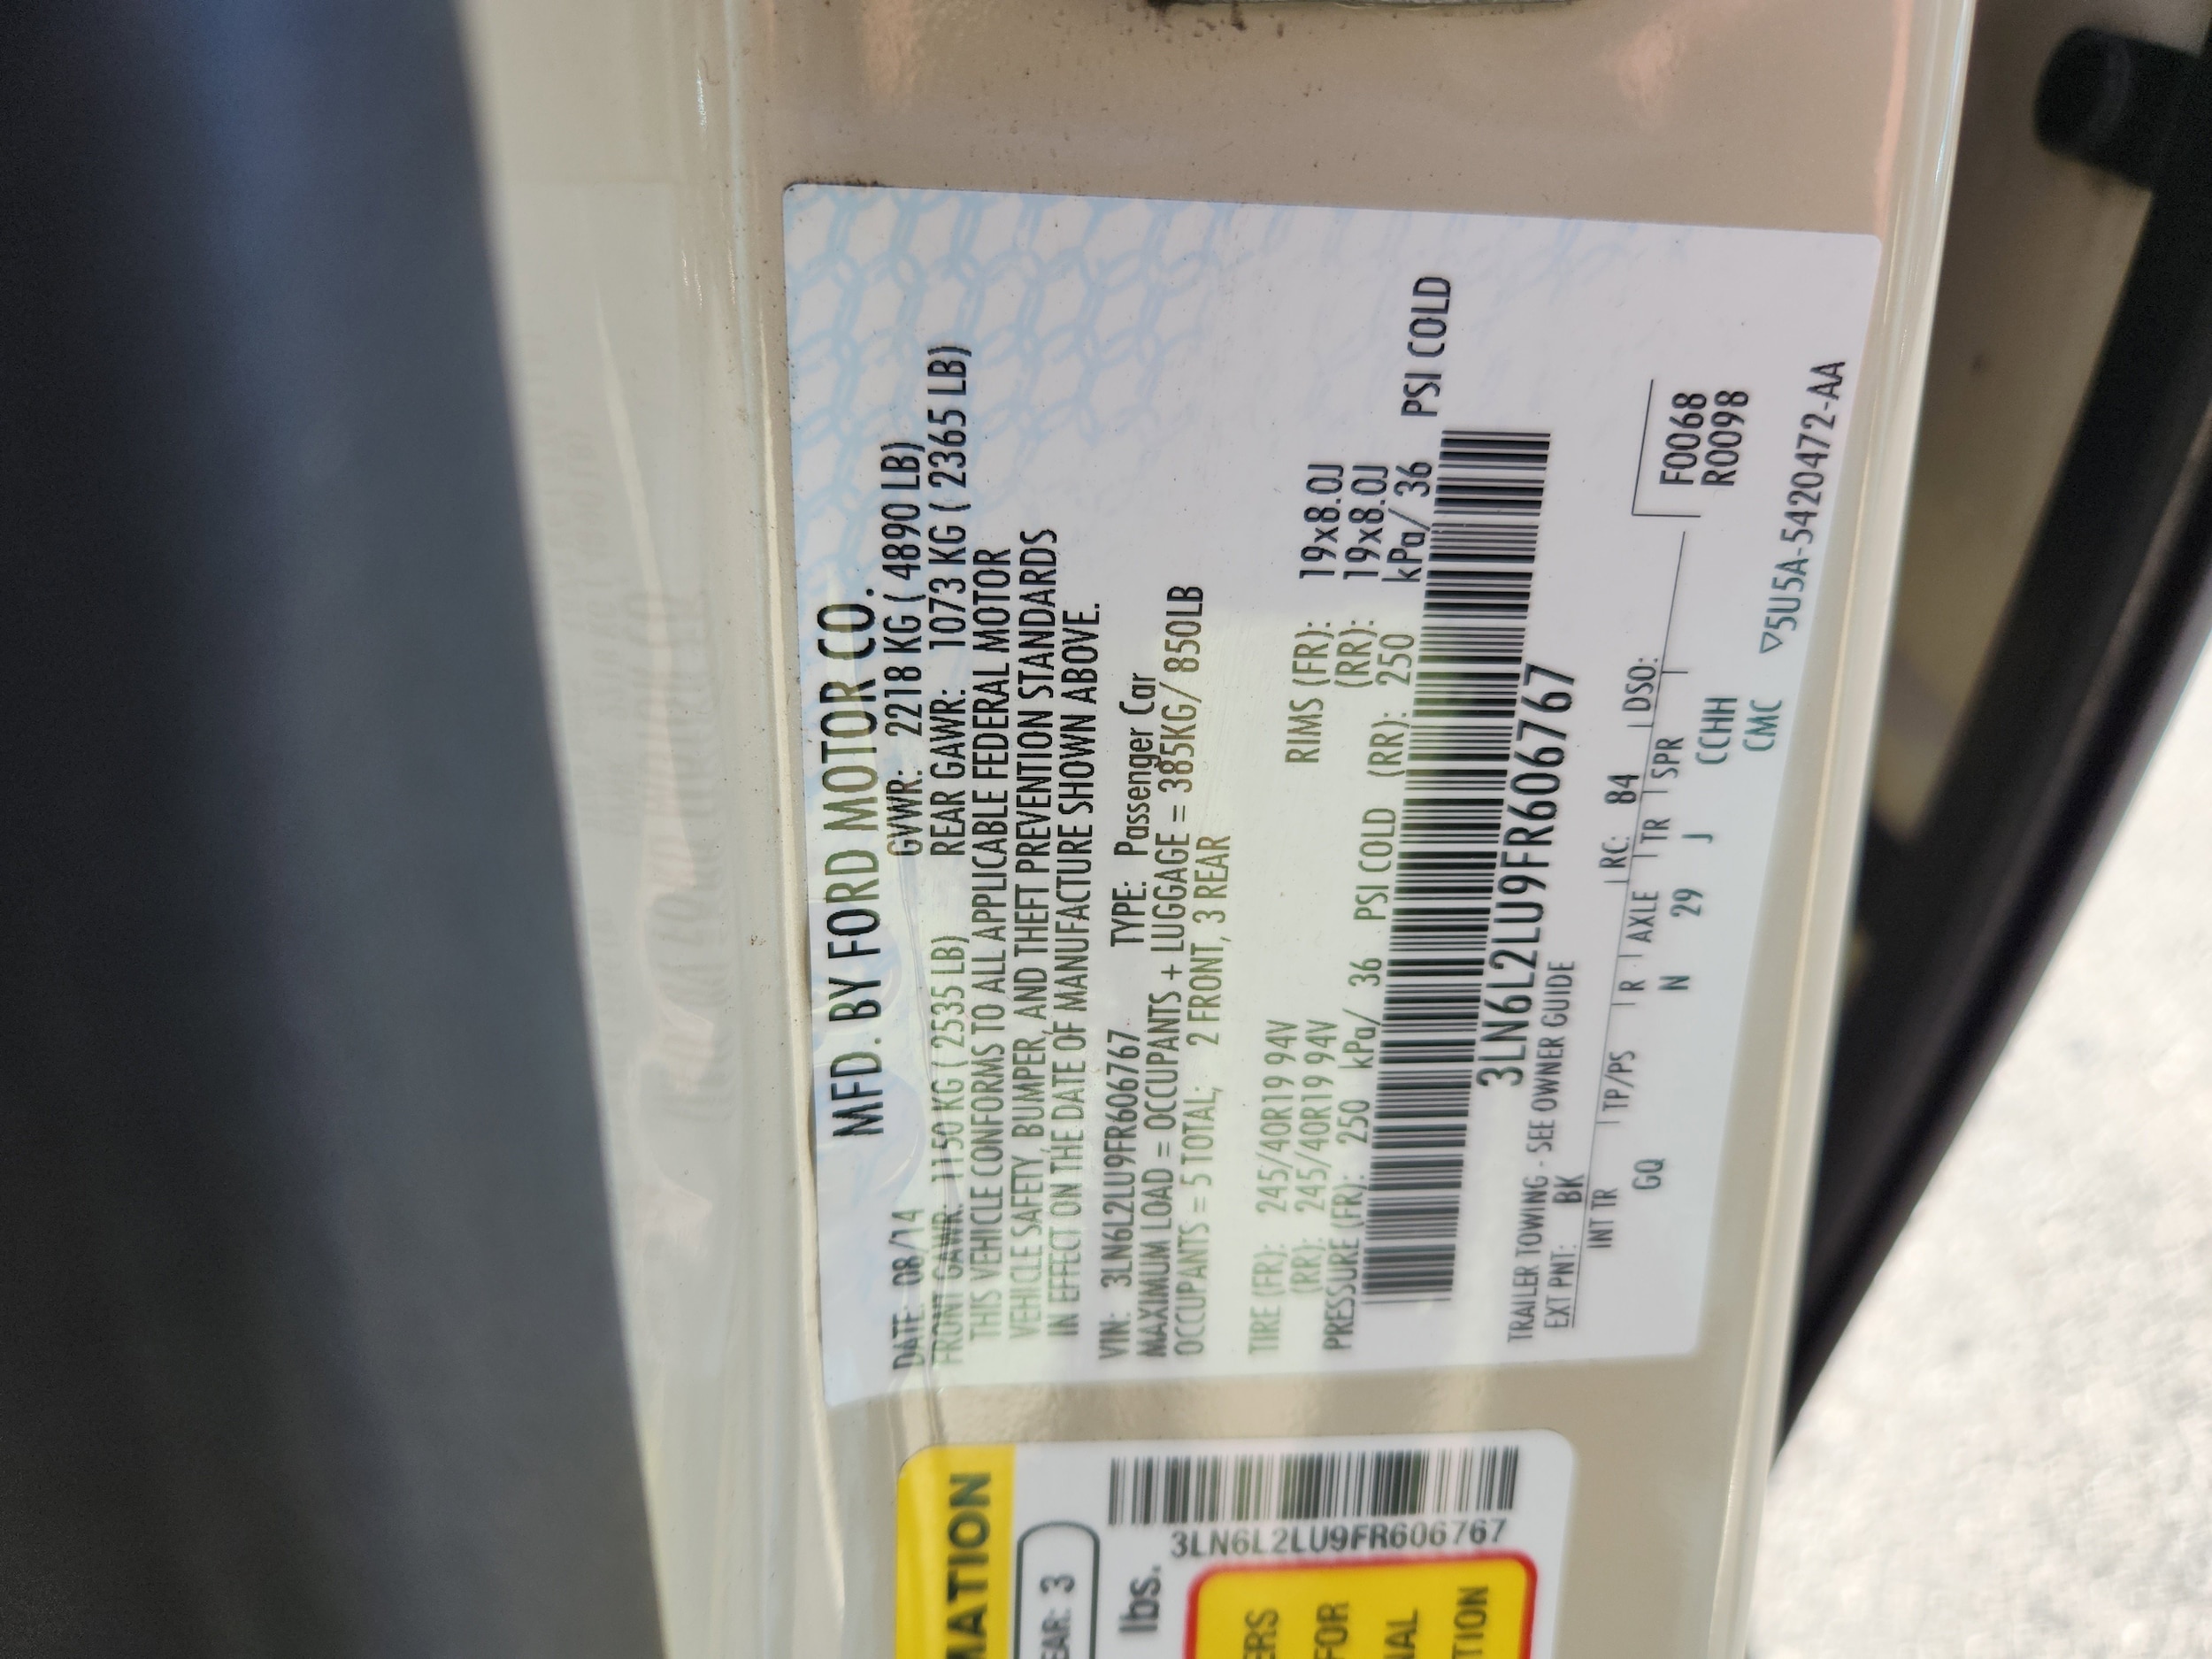 MFD. BY FORD MOTOR CO.
DATE: 08/14 GVWR: 2218 KG ( 4890 LB)
FRONT GAWR: 1150 KG ( 2535 LB) REAR GAWR: 1073 KG ( 2365 LB)
THIS VEHICLE CONFORMS TO ALL APPLICABLE FEDERAL MOTOR
VEHICLE SAFETY, BUMPER, AND THEFT PREVENTION STANDARDS
IN EFFECT ON THE DATE OF MANUFACTURE SHOWN ABOVE.
VIN: 3LN6L2LU9FR606767 TYPE: Passenger Car
MAXIMUM LOAD = OCCUPANTS + LUGGAGE = 385KG/ 850LB
OCCUPANTS = 5 TOTAL; 2 FRONT, 3 REAR
TIRE (FR): 245/40R19 94V RIMS (FR): 19x8.0J
(RR): 245/40R19 94V (RR): 19x8.0J
PRESSURE (FR): 250 kPa/ 36 PSI COLD (RR): 250 kPa/ 36 PSI COLD
3LN6L2LU9FR606767
TRAILER TOWING - SEE OWNER GUIDE
EXT PNT: BK RC: 84 DSO:
INT TR TP/PS R AXLE TR SPR
F0068
R0098
GQ N 29 J CCHH
CMC
▽5U5A-5420472-AA
MATION
EAR: 3
lbs.
3LN6L2LU9FR606767
ERS
FOR
NAL
TION